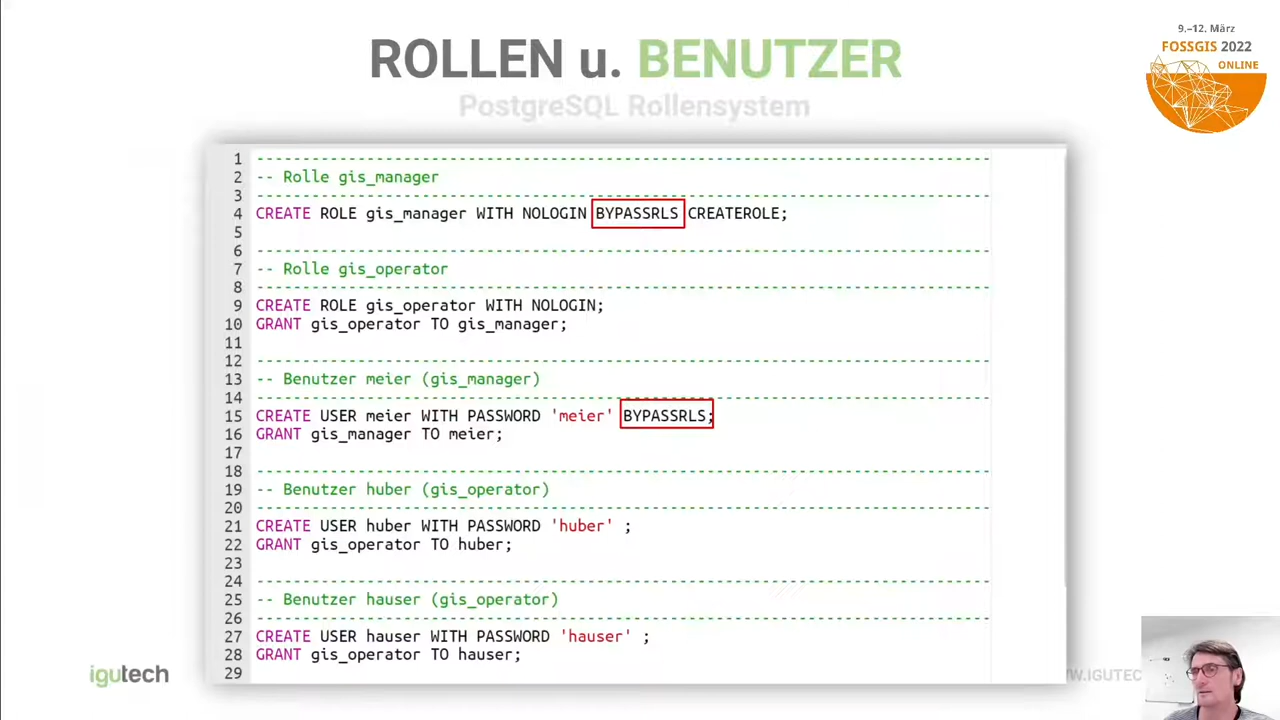 ROLLEN u. BENUTZER
PostgreSQL Rollensystem
9.–12. März
FOSSGIS 2022
ONLINE
1 --------------------------------------------------------------------------------
2 -- Rolle gis_manager
3 --------------------------------------------------------------------------------
4 CREATE ROLE gis_manager WITH NOLOGIN BYPASSRLS CREATEROLE;
5
6 --------------------------------------------------------------------------------
7 -- Rolle gis_operator
8 --------------------------------------------------------------------------------
9 CREATE ROLE gis_operator WITH NOLOGIN;
10 GRANT gis_operator TO gis_manager;
11
12 --------------------------------------------------------------------------------
13 -- Benutzer meier (gis_manager)
14 --------------------------------------------------------------------------------
15 CREATE USER meier WITH PASSWORD 'meier' BYPASSRLS;
16 GRANT gis_manager TO meier;
17
18 --------------------------------------------------------------------------------
19 -- Benutzer huber (gis_operator)
20 --------------------------------------------------------------------------------
21 CREATE USER huber WITH PASSWORD 'huber' ;
22 GRANT gis_operator TO huber;
23
24 --------------------------------------------------------------------------------
25 -- Benutzer hauser (gis_operator)
26 --------------------------------------------------------------------------------
27 CREATE USER hauser WITH PASSWORD 'hauser' ;
28 GRANT gis_operator TO hauser;
29
igutech